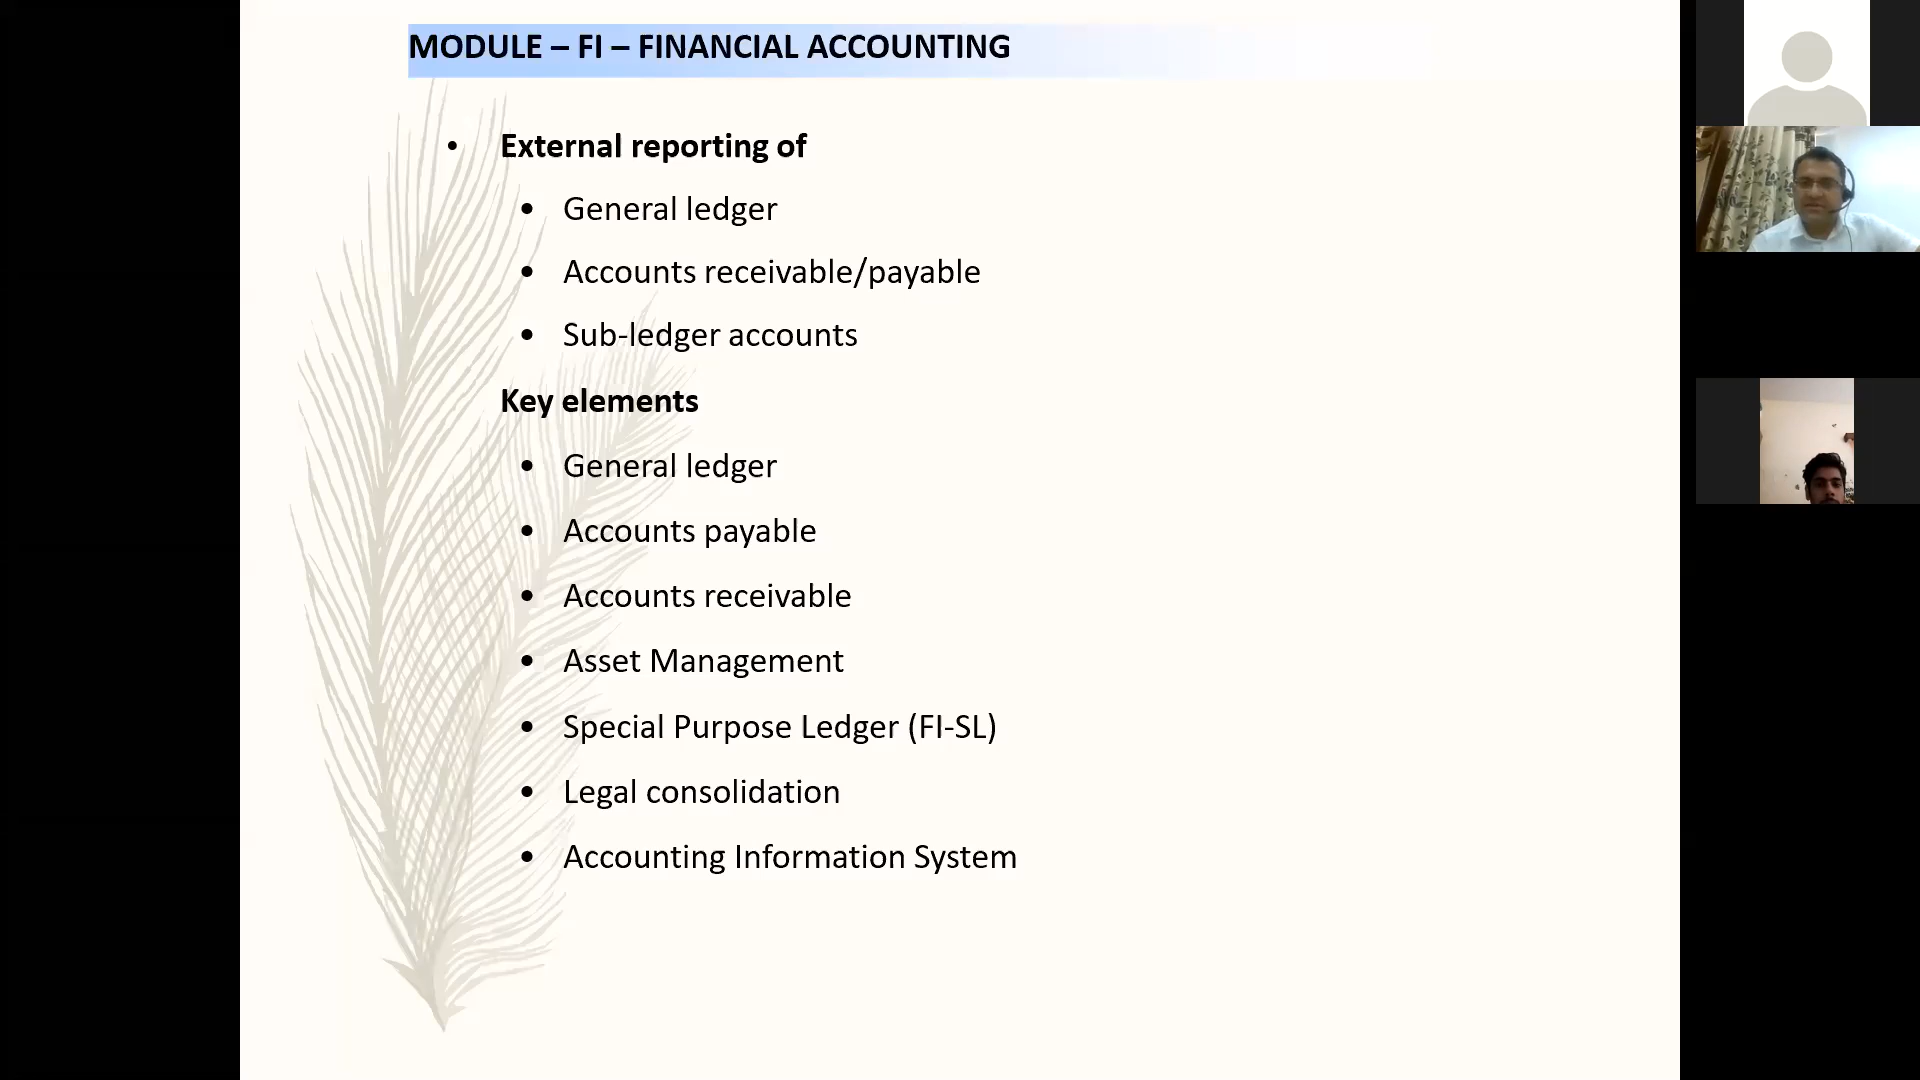 MODULE – FI – FINANCIAL ACCOUNTING
• External reporting of
• General ledger
• Accounts receivable/payable
• Sub-ledger accounts
Key elements
• General ledger
• Accounts payable
• Accounts receivable
• Asset Management
• Special Purpose Ledger (FI-SL)
• Legal consolidation
• Accounting Information System